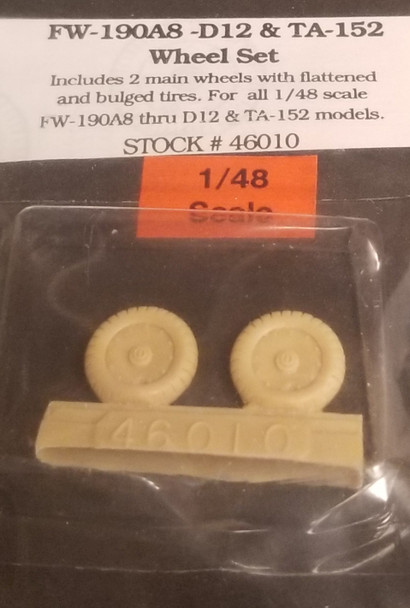 FW-190A8 -D12 & TA-152
Wheel Set
Includes 2 main wheels with flattened
and bulged tires. For all 1/48 scale
FW-190A8 thru D12 & TA-152 models.
STOCK # 46010
1/48
Scale
46010